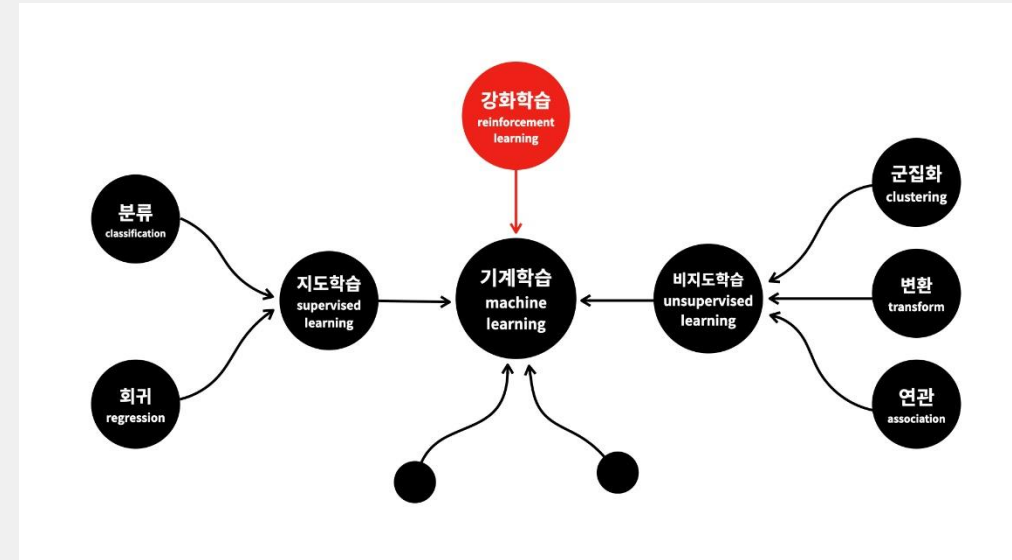 강화학습
reinforcement
learning
분류
classification
회귀
regression
지도학습
supervised
learning
기계학습
machine
learning
비지도학습
unsupervised
learning
군집화
clustering
변환
transform
연관
association